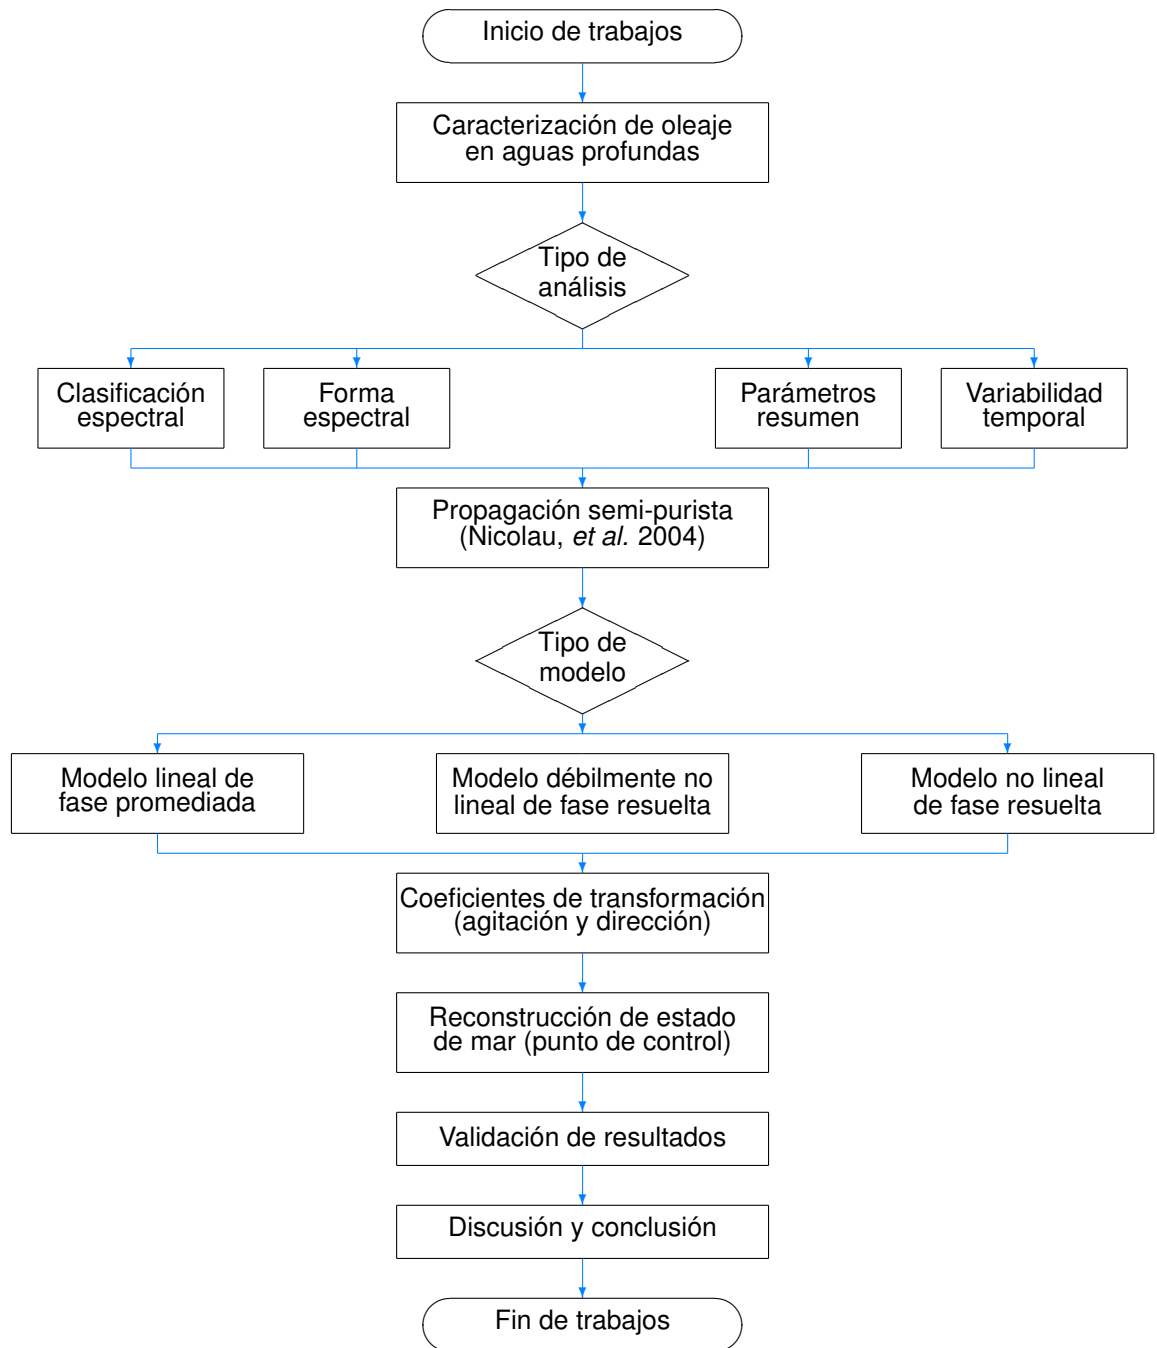 Inicio de trabajos
Caracterización de oleaje
en aguas profundas
Tipo de
análisis
Clasificación
espectral
Forma
espectral
Parámetros
resumen
Variabilidad
temporal
Propagación semi-purista
(Nicolau, et al. 2004)
Tipo de
modelo
Modelo lineal de
fase promediada
Modelo débilmente no
lineal de fase resuelta
Modelo no lineal
de fase resuelta
Coeficientes de transformación
(agitación y dirección)
Reconstrucción de estado
de mar (punto de control)
Validación de resultados
Discusión y conclusión
Fin de trabajos